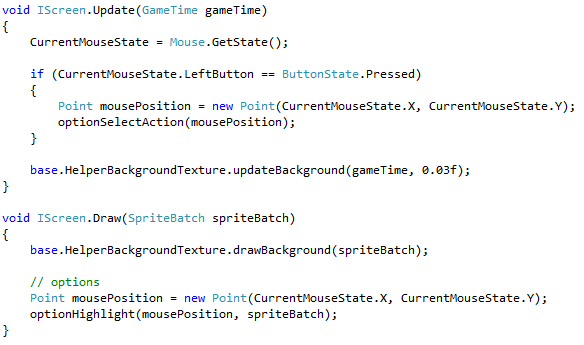 void IScreen.Update(GameTime gameTime)
{
    CurrentMouseState = Mouse.GetState();
    if (CurrentMouseState.LeftButton == ButtonState.Pressed)
    {
        Point mousePosition = new Point(CurrentMouseState.X, CurrentMouseState.Y);
        optionSelectAction(mousePosition);
    }
    base.HelperBackgroundTexture.updateBackground(gameTime, 0.03f);
}
void IScreen.Draw(SpriteBatch spriteBatch)
{
    base.HelperBackgroundTexture.drawBackground(spriteBatch);
    // options
    Point mousePosition = new Point(CurrentMouseState.X, CurrentMouseState.Y);
    optionHighlight(mousePosition, spriteBatch);
}